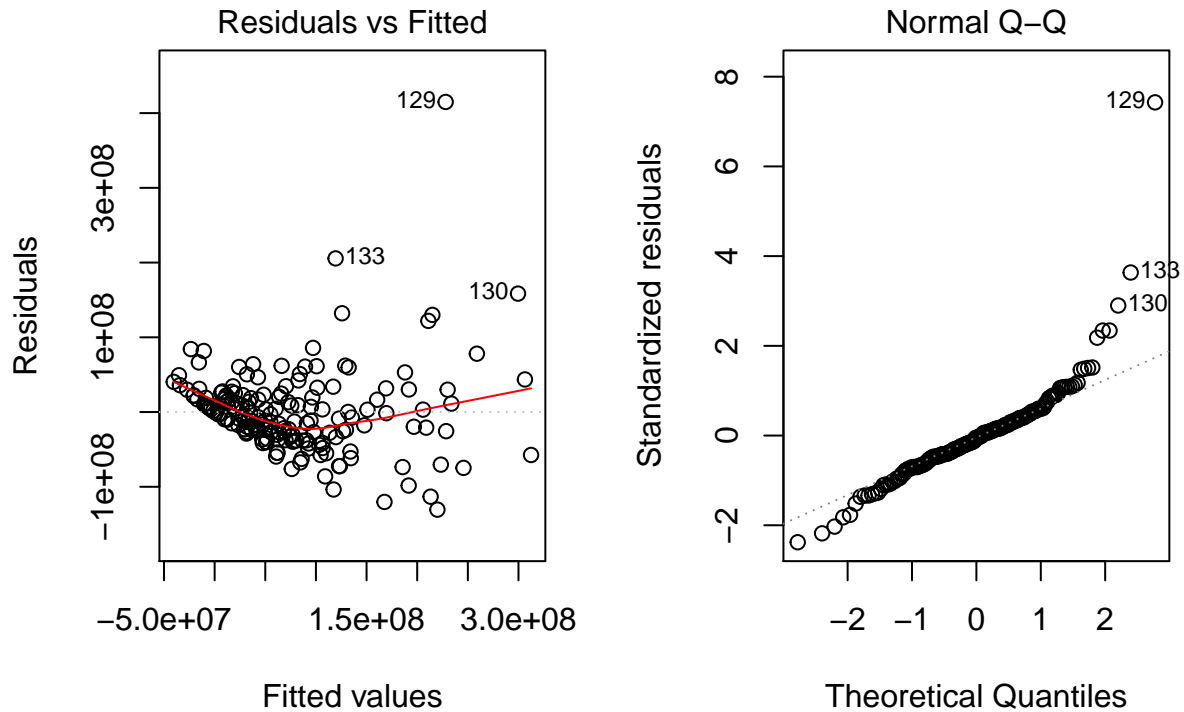 Residuals vs Fitted
Residuals
3e+08
1e+08
−1e+08
129
133
130
−5.0e+07 1.5e+08 3.0e+08
Fitted values
Normal Q−Q
Standardized residuals
8
6
4
2
0
−2
129
133
130
−2 −1 0 1 2
Theoretical Quantiles